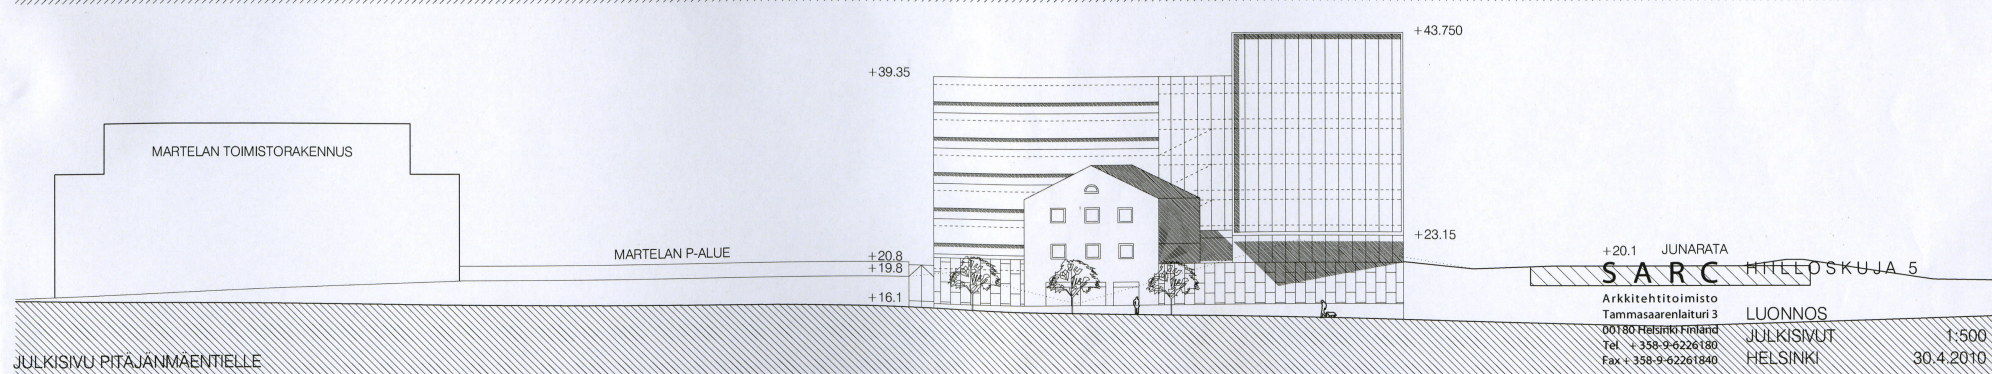 +43.750
+39.35
MARTELAN TOIMISTORAKENNUS
+23.15
MARTELAN P-ALUE
+20.8
+19.8
+16.1
+20.1 JUNARATA
SARC
Arkkitehtitoimisto
Tammasaarenlaituri 3
00180 Helsinki Finland
Tel + 358-9-6226180
Fax + 358-9-62261840
HIILLOSKUJA 5
LUONNOS
JULKISIVUT 1:500
HELSINKI 30.4.2010
JULKISIVU PITÄJÄNMÄENTIELLE